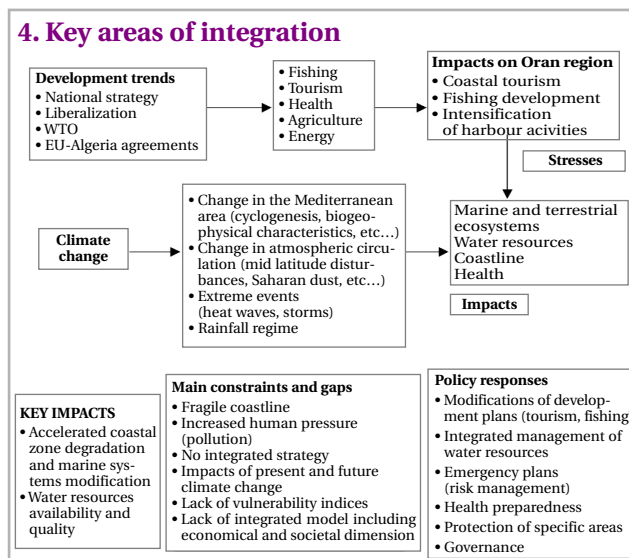 4. Key areas of integration
Development trends
• National strategy
• Liberalization
• WTO
• EU-Algeria agreements
• Fishing
• Tourism
• Health
• Agriculture
• Energy
Impacts on Oran region
• Coastal tourism
• Fishing development
• Intensification
of harbour acivities
Stresses
Climate
change
• Change in the Mediterranean
area (cyclogenesis, biogeo-
physical characteristics, etc…)
• Change in atmospheric circu-
lation (mid latitude distur-
bances, Saharan dust, etc…)
• Extreme events
(heat waves, storms)
• Rainfall regime
Marine and terrestrial
ecosystems
Water resources
Coastline
Health
Impacts
KEY IMPACTS
• Accelerated coastal
zone degradation
and marine sys-
tems modification
• Water resources
availability and
quality
Main constraints and gaps
• Fragile coastline
• Increased human pressure
(pollution)
• No integrated strategy
• Impacts of present and future
climate change
• Lack of vulnerability indices
• Lack of integrated model including
economical and societal dimension
Policy responses
• Modifications of develop-
ment plans (tourism, fishing
• Integrated management of
water resources
• Emergency plans
(risk management)
• Health preparedness
• Protection of specific areas
• Governance